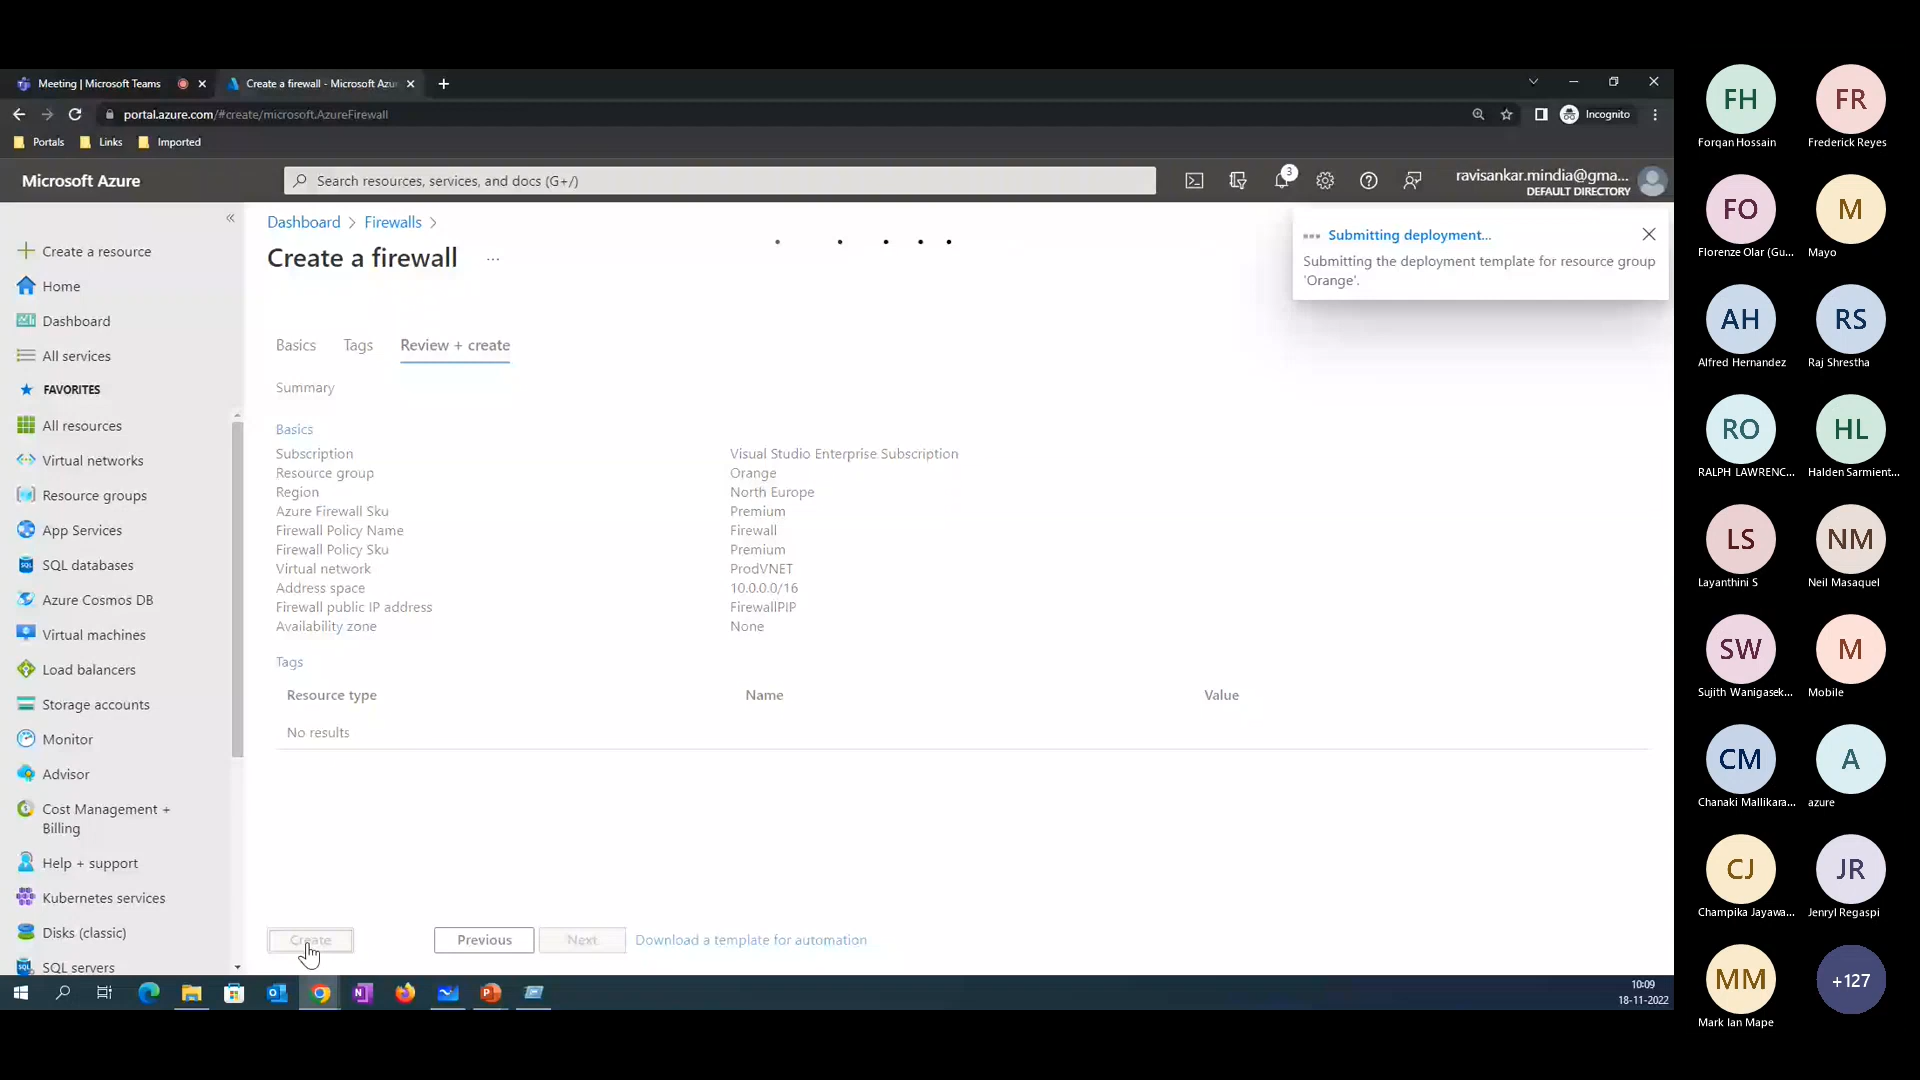 Meeting | Microsoft Teams
Create a firewall - Microsoft Azu
portal.azure.com/#create/microsoft.AzureFirewall
Incognito
Portals
Links
Imported
Microsoft Azure
Search resources, services, and docs (G+/)
3
ravisankar.mindia@gma...
DEFAULT DIRECTORY
Create a resource
Home
Dashboard
All services
FAVORITES
All resources
Virtual networks
Resource groups
App Services
SQL databases
Azure Cosmos DB
Virtual machines
Load balancers
Storage accounts
Monitor
Advisor
Cost Management +
Billing
Help + support
Kubernetes services
Disks (classic)
SQL servers
Dashboard > Firewalls >
Create a firewall ...
Submitting deployment...
Submitting the deployment template for resource group
'Orange'.
Basics Tags Review + create
Summary
Basics
Subscription Visual Studio Enterprise Subscription
Resource group Orange
Region North Europe
Azure Firewall Sku Premium
Firewall Policy Name Firewall
Firewall Policy Sku Premium
Virtual network ProdVNET
Address space 10.0.0.0/16
Firewall public IP address FirewallPIP
Availability zone None
Tags
Resource type Name Value
No results
Create Previous Next Download a template for automation
10:09
18-11-2022
FH
Forqan Hossain
FR
Frederick Reyes
FO
Florenze Olar (Gu...
M
Mayo
AH
Alfred Hernandez
RS
Raj Shrestha
RO
RALPH LAWRENC...
HL
Halden Sarmient...
LS
Layanthini S
NM
Neil Masaquel
SW
Sujith Wanigasek...
M
Mobile
CM
Chanaki Mallikara...
A
azure
CJ
Champika Jayawa...
JR
Jenryl Regaspi
MM
Mark Ian Mape
+127